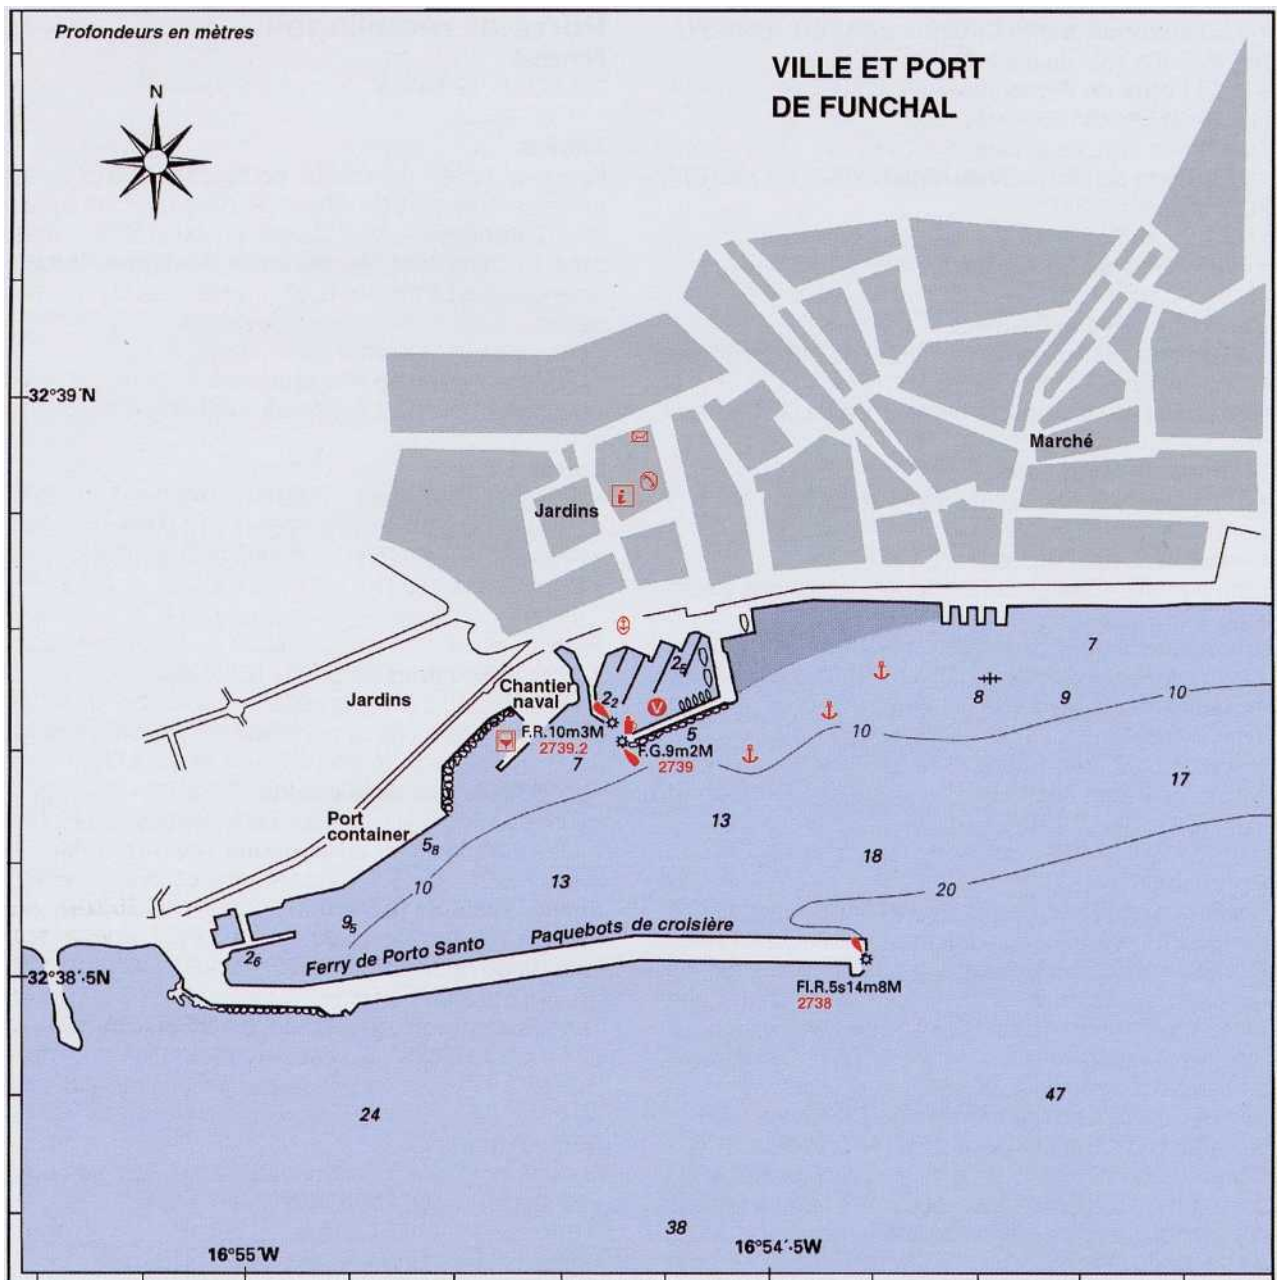 Profondeurs en mètres
VILLE ET PORT
DE FUNCHAL
N
32°39´N
Marché
i
Jardins
7
2₅
Jardins
Chantier
naval
2₂
V
8
9
10
F.R.10m3M
2739.2
5
10
F.G.9m2M
2739
7
17
Port
container
13
5₈
18
10
13
20
9₅
Paquebots de croisière
Ferry de Porto Santo
2₆
32°38´·5N
Fl.R.5s14m8M
2738
47
24
38
16°55´W
16°54´·5W